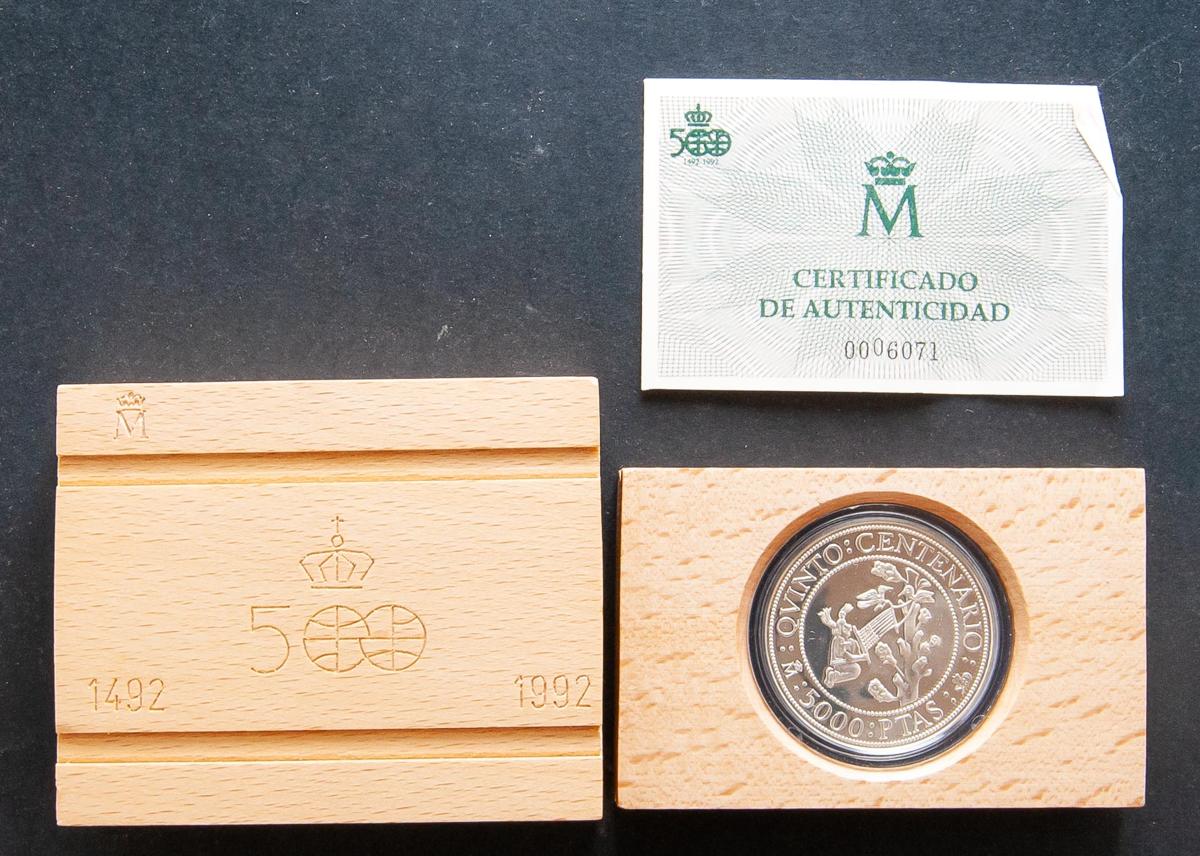 500
1492-1992
M
CERTIFICADO
DE AUTENTICIDAD
0006071
M
500
1492 1992
QVINTO:CENTENARIO:
M:5000:PTAS